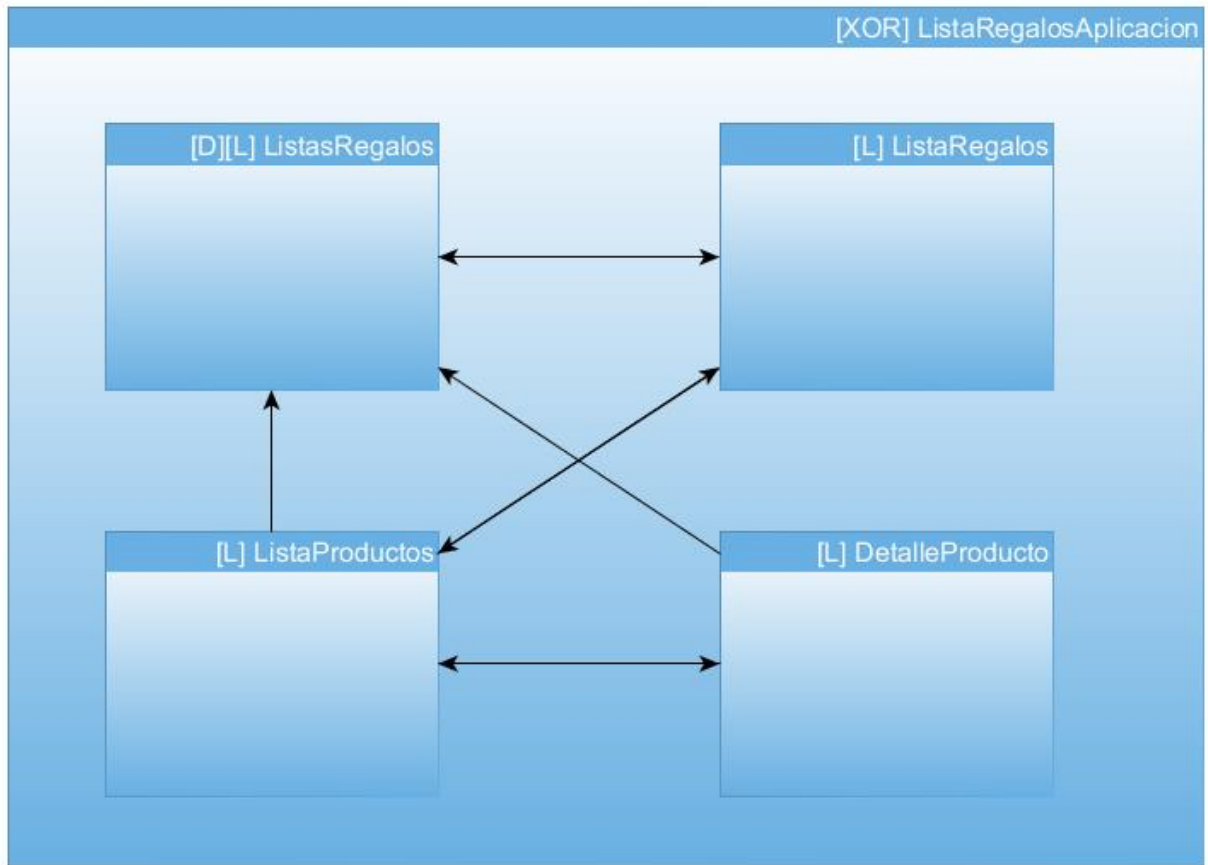 [XOR] ListaRegalosAplicacion
[D][L] ListasRegalos
[L] ListaRegalos
[L] ListaProductos
[L] DetalleProducto